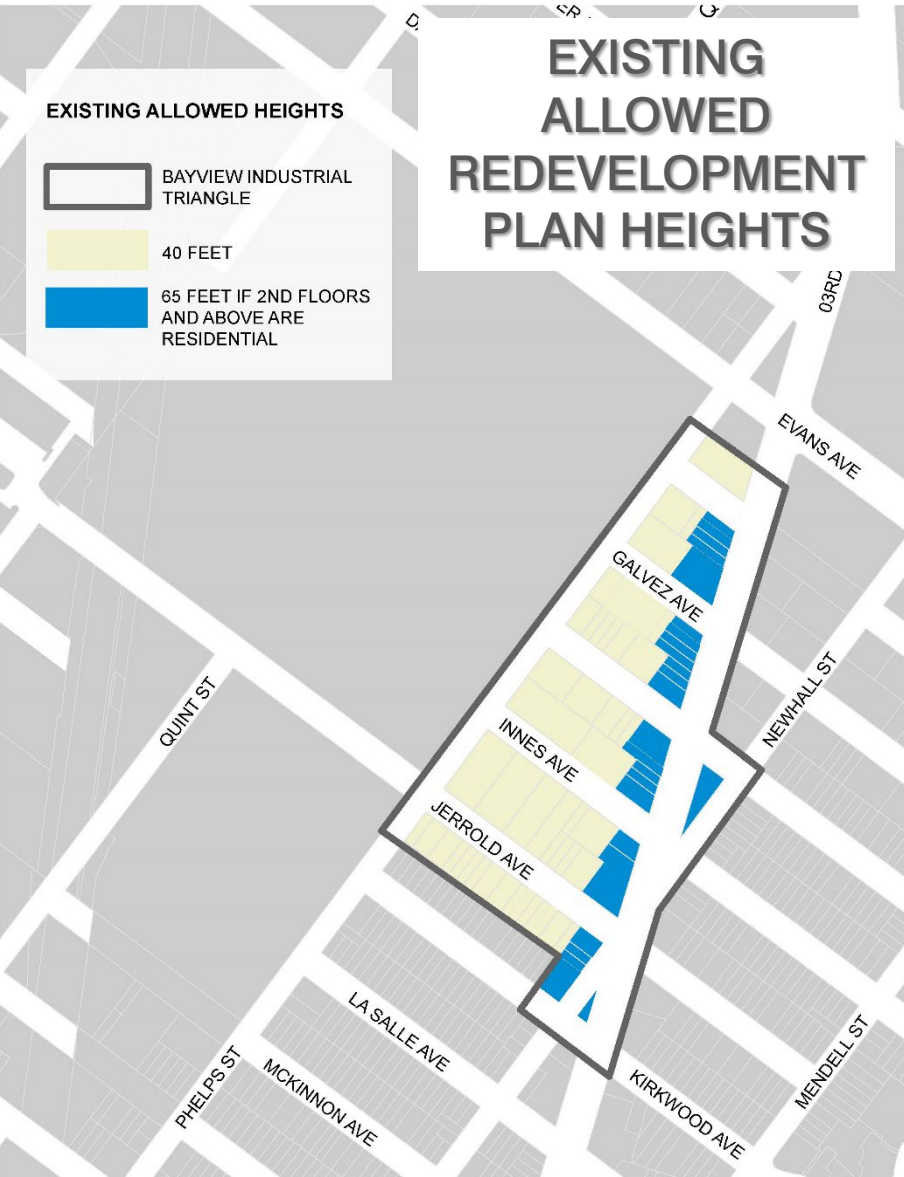 EXISTING
ALLOWED
REDEVELOPMENT
PLAN HEIGHTS
EXISTING ALLOWED HEIGHTS
BAYVIEW INDUSTRIAL
TRIANGLE
40 FEET
65 FEET IF 2ND FLOORS
AND ABOVE ARE
RESIDENTIAL
03RD
EVANS AVE
GALVEZ AVE
NEWHALL ST
QUINT ST
INNES AVE
JERROLD AVE
LA SALLE AVE
MENDELL ST
PHELPS ST
MCKINNON AVE
KIRKWOOD AVE